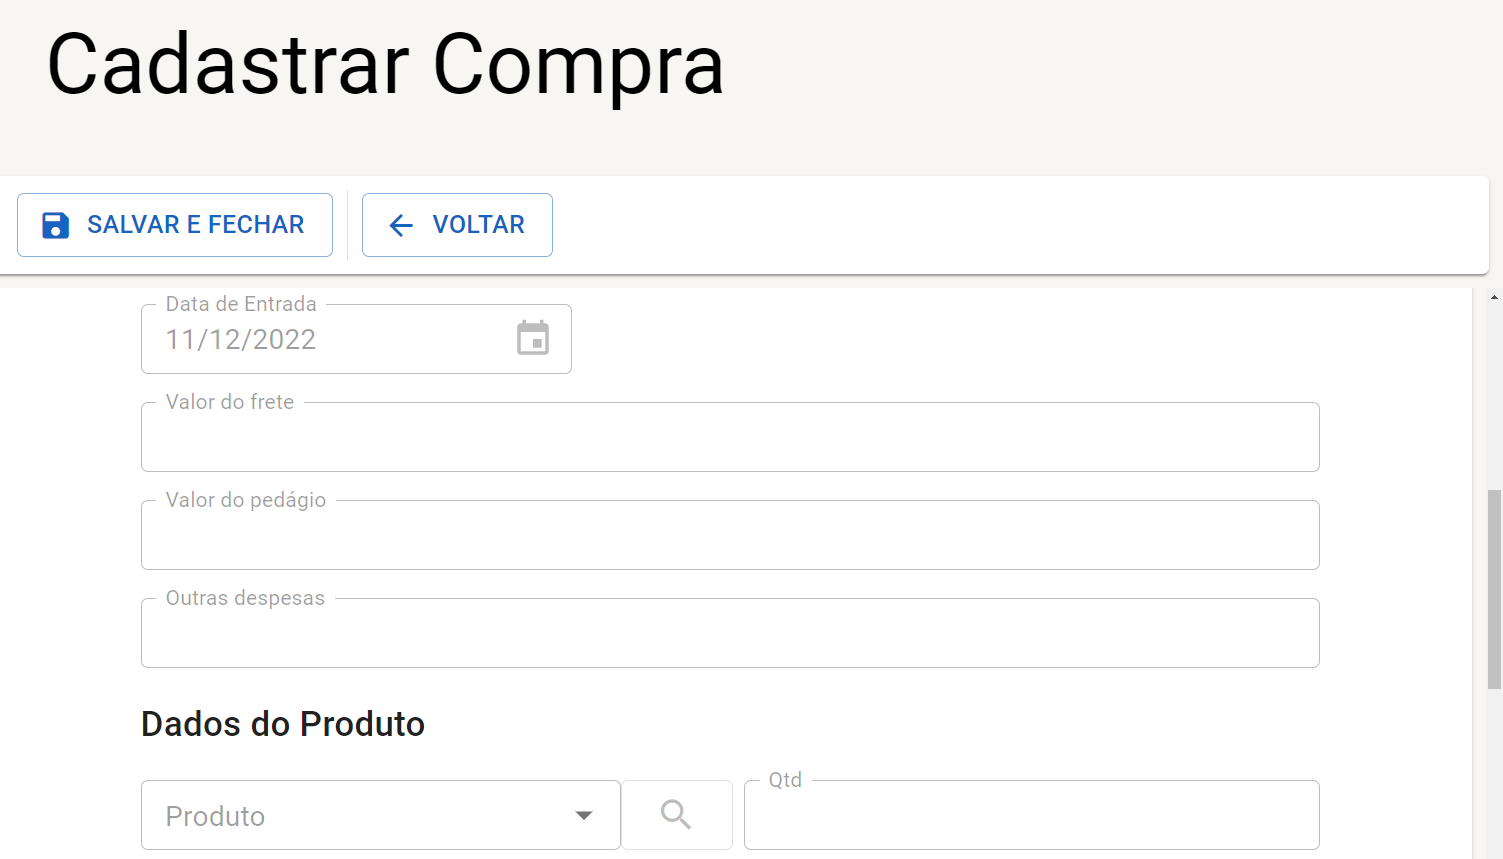 Cadastrar Compra
SALVAR E FECHAR
VOLTAR
Data de Entrada
11/12/2022
Valor do frete
Valor do pedágio
Outras despesas
Dados do Produto
Produto
Qtd